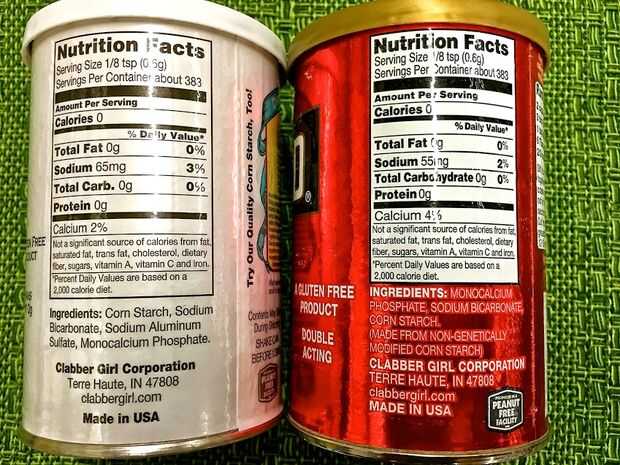 Nutrition Facts
Serving Size 1/8 tsp (0.6g)
Servings Per Container about 383
Amount Per Serving
Calories 0
% Daily Value*
Total Fat 0g 0%
Sodium 65mg 3%
Total Carb. 0g 0%
Protein 0g
Calcium 2%
Not a significant source of calories from fat,
saturated fat, trans fat, cholesterol, dietary
fiber, sugars, vitamin A, vitamin C and iron.
*Percent Daily Values are based on a
2,000 calorie diet.
Ingredients: Corn Starch, Sodium
Bicarbonate, Sodium Aluminum
Sulfate, Monocalcium Phosphate.
Clabber Girl Corporation
Terre Haute, IN 47808
clabbergirl.com
Made in USA
FREE
Try Our Quality Corn Starch, Too!
Nutrition Facts
Serving Size 1/8 tsp (0.6g)
Servings Per Container about 383
Amount Per Serving
Calories 0
% Daily Value*
Total Fat 0g 0%
Sodium 55mg 2%
Total Carbohydrate 0g 0%
Protein 0g
Calcium 4%
Not a significant source of calories from fat,
saturated fat, trans fat, cholesterol, dietary
fiber, sugars, vitamin A, vitamin C and iron.
*Percent Daily Values are based on a
2,000 calorie diet.
A GLUTEN FREE
PRODUCT
DOUBLE
ACTING
INGREDIENTS: MONOCALCIUM
PHOSPHATE, SODIUM BICARBONATE,
CORN STARCH.
(MADE FROM NON-GENETICALLY
MODIFIED CORN STARCH)
CLABBER GIRL CORPORATION
TERRE HAUTE, IN 47808
clabbergirl.com
MADE IN USA
PEANUT
FREE
FACILITY